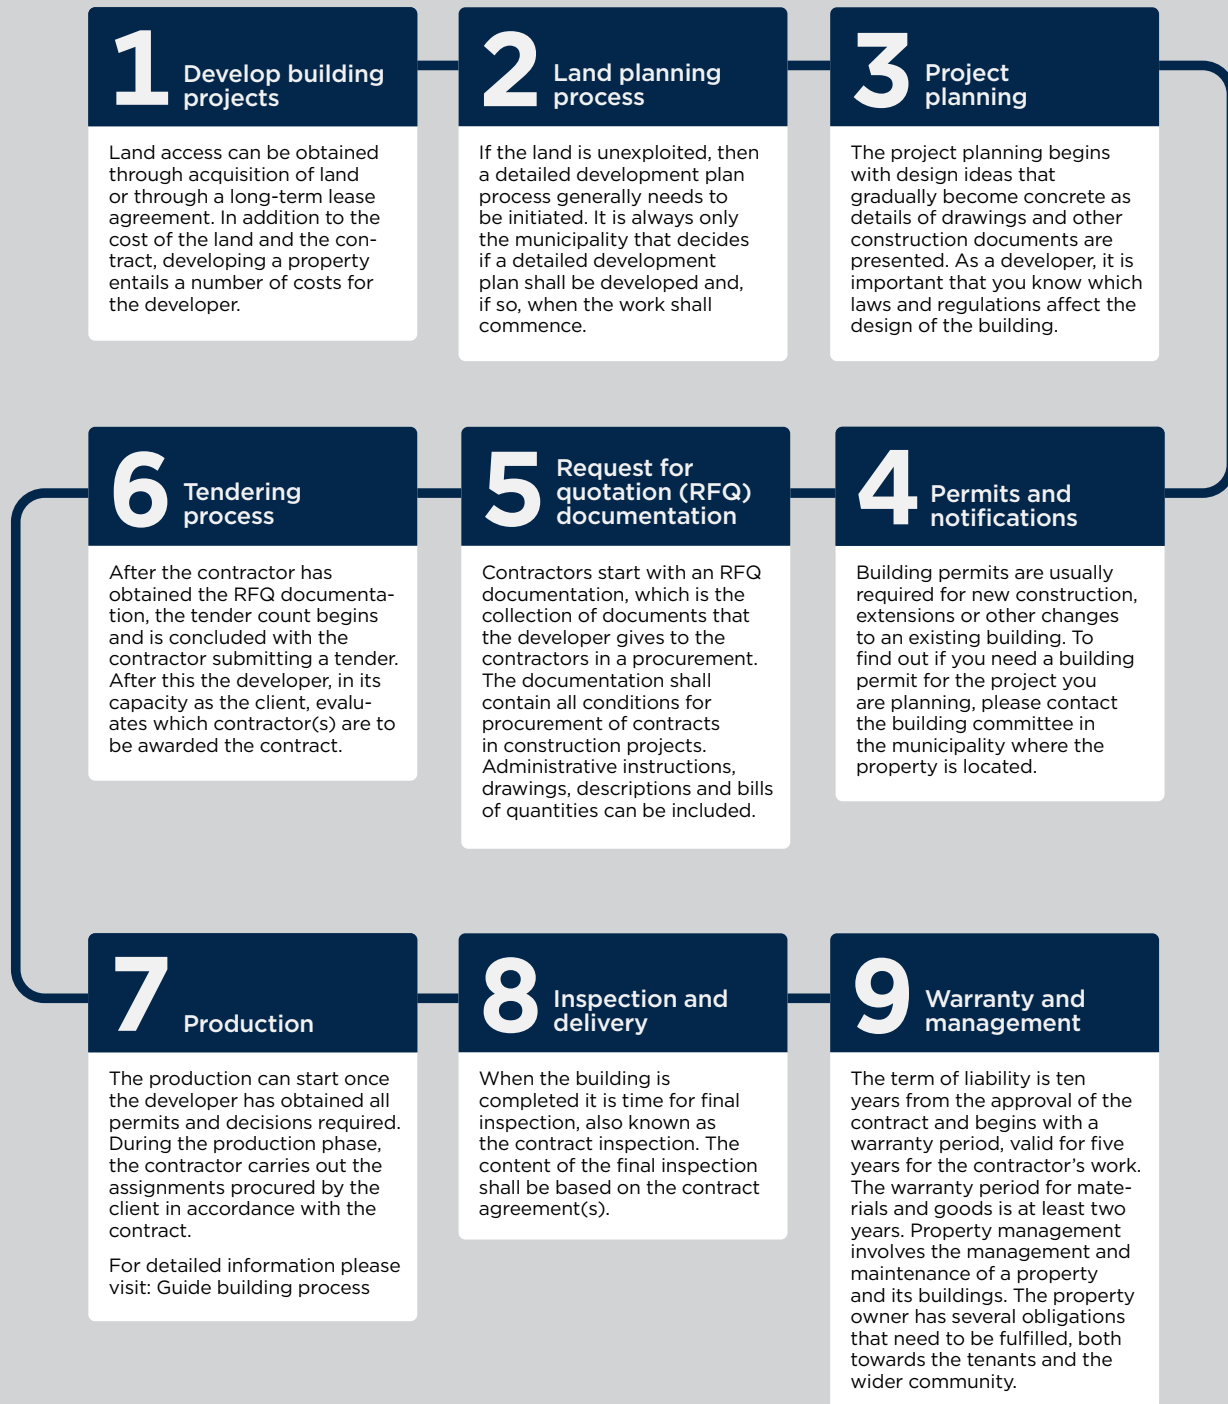 1 Develop building
projects
Land access can be obtained
through acquisition of land
or through a long-term lease
agreement. In addition to the
cost of the land and the con-
tract, developing a property
entails a number of costs for
the developer.
2 Land planning
process
If the land is unexploited, then
a detailed development plan
process generally needs to
be initiated. It is always only
the municipality that decides
if a detailed development
plan shall be developed and,
if so, when the work shall
commence.
3 Project
planning
The project planning begins
with design ideas that
gradually become concrete as
details of drawings and other
construction documents are
presented. As a developer, it is
important that you know which
laws and regulations affect the
design of the building.
4 Permits and
notifications
Building permits are usually
required for new construction,
extensions or other changes
to an existing building. To
find out if you need a building
permit for the project you
are planning, please contact
the building committee in
the municipality where the
property is located.
5 Request for
quotation (RFQ)
documentation
Contractors start with an RFQ
documentation, which is the
collection of documents that
the developer gives to the
contractors in a procurement.
The documentation shall
contain all conditions for
procurement of contracts
in construction projects.
Administrative instructions,
drawings, descriptions and bills
of quantities can be included.
6 Tendering
process
After the contractor has
obtained the RFQ documenta-
tion, the tender count begins
and is concluded with the
contractor submitting a tender.
After this the developer, in its
capacity as the client, evalu-
ates which contractor(s) are to
be awarded the contract.
7 Production
The production can start once
the developer has obtained all
permits and decisions required.
During the production phase,
the contractor carries out the
assignments procured by the
client in accordance with the
contract.
For detailed information please
visit: Guide building process
8 Inspection and
delivery
When the building is
completed it is time for final
inspection, also known as
the contract inspection. The
content of the final inspection
shall be based on the contract
agreement(s).
9 Warranty and
management
The term of liability is ten
years from the approval of the
contract and begins with a
warranty period, valid for five
years for the contractor’s work.
The warranty period for mate-
rials and goods is at least two
years. Property management
involves the management and
maintenance of a property
and its buildings. The property
owner has several obligations
that need to be fulfilled, both
towards the tenants and the
wider community.